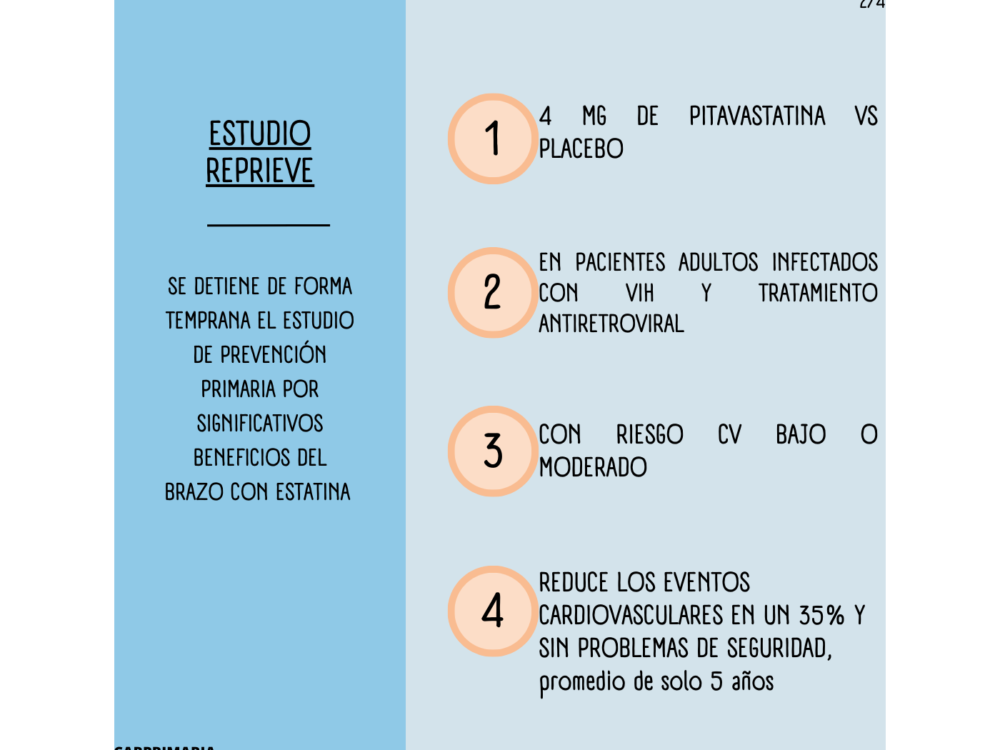 2/4
ESTUDIO
REPRIEVE
SE DETIENE DE FORMA
TEMPRANA EL ESTUDIO
DE PREVENCIÓN
PRIMARIA POR
SIGNIFICATIVOS
BENEFICIOS DEL
BRAZO CON ESTATINA
1
4 MG DE PITAVASTATINA VS
PLACEBO
2
EN PACIENTES ADULTOS INFECTADOS
CON VIH Y TRATAMIENTO
ANTIRETROVIRAL
3
CON RIESGO CV BAJO O
MODERADO
4
REDUCE LOS EVENTOS
CARDIOVASCULARES EN UN 35% Y
SIN PROBLEMAS DE SEGURIDAD,
promedio de solo 5 años